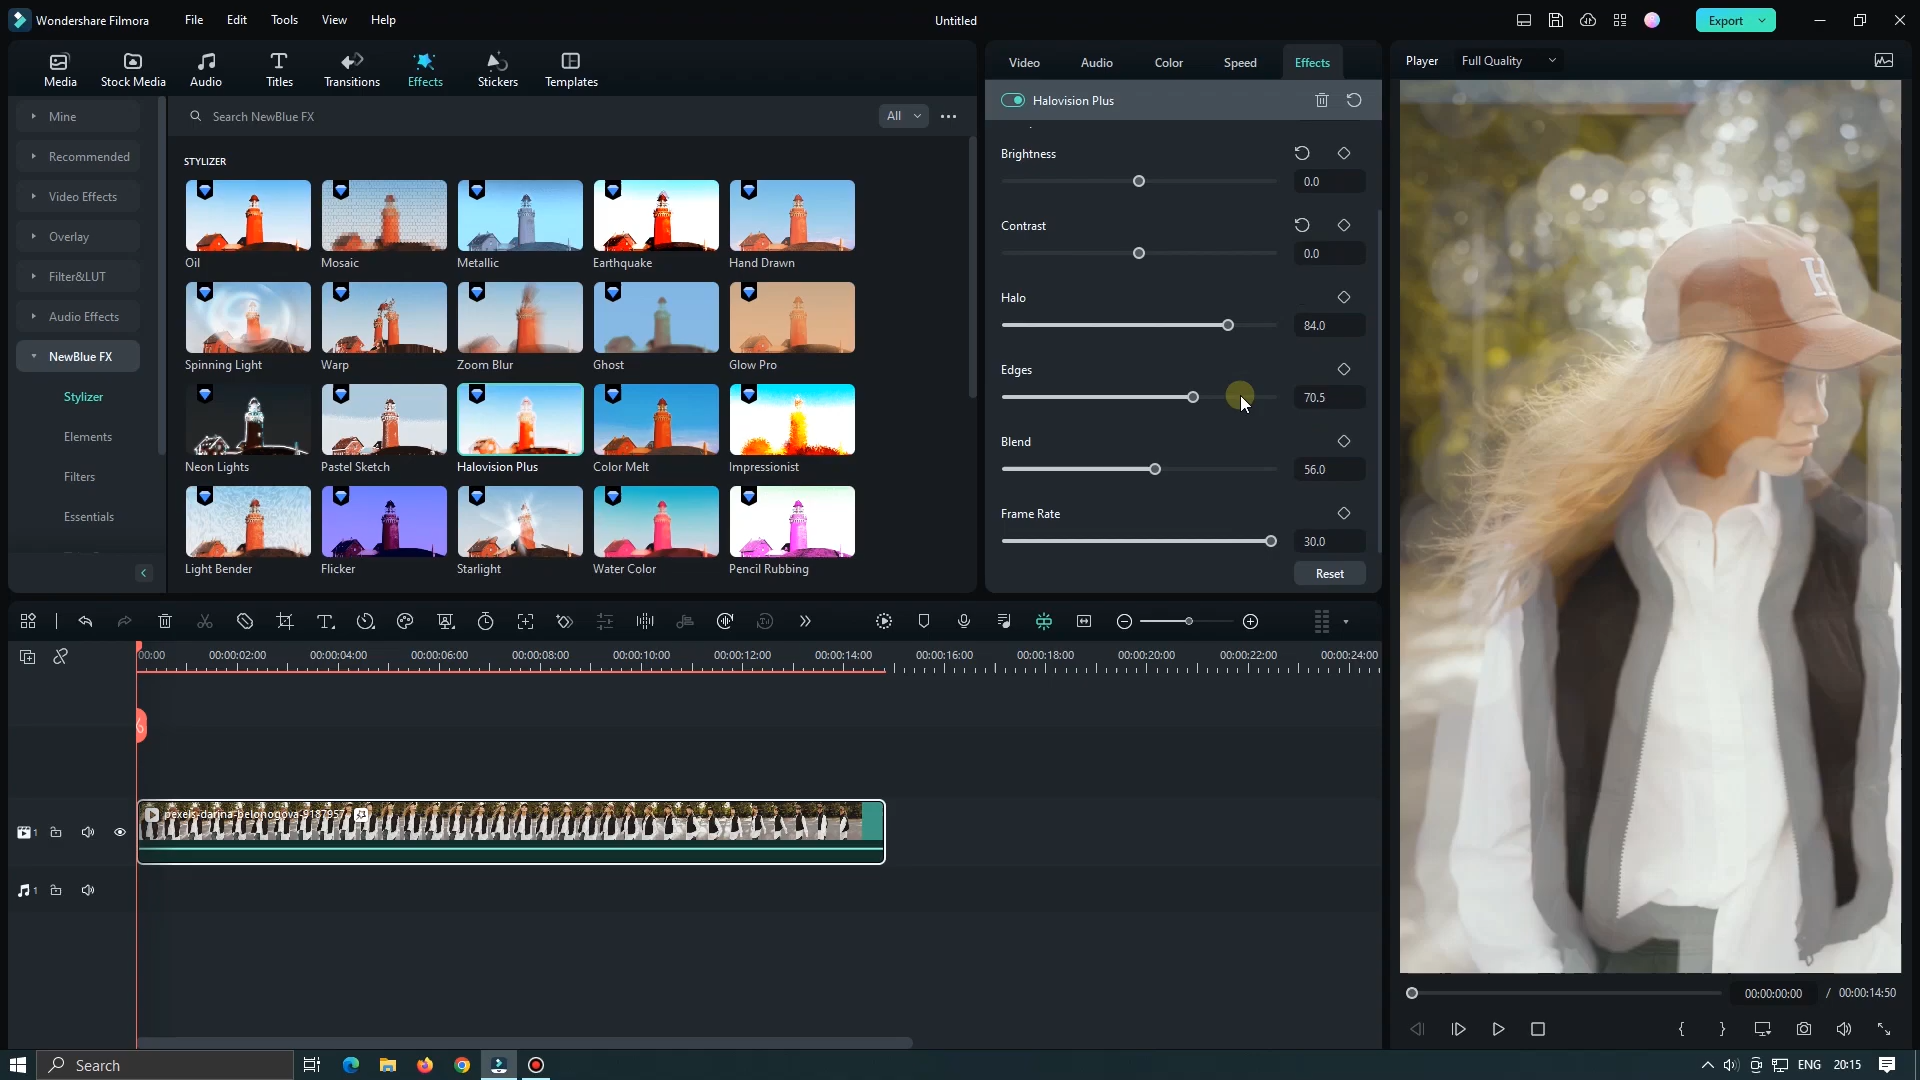 Wondershare Filmora
File
Edit
Tools
View
Help
Untitled
Export
Media
Stock Media
Audio
Titles
Transitions
Effects
Stickers
Templates
Video
Audio
Color
Speed
Effects
Player
Full Quality
Mine
Recommended
Video Effects
Overlay
Filter&LUT
Audio Effects
NewBlue FX
Stylizer
Elements
Filters
Essentials
Search NewBlue FX
All
STYLIZER
Oil
Mosaic
Metallic
Earthquake
Hand Drawn
Spinning Light
Warp
Zoom Blur
Ghost
Glow Pro
Neon Lights
Pastel Sketch
Halovision Plus
Color Melt
Impressionist
Light Bender
Flicker
Starlight
Water Color
Pencil Rubbing
Halovision Plus
Brightness
0.0
Contrast
0.0
Halo
84.0
Edges
70.5
Blend
56.0
Frame Rate
30.0
Reset
00:00
00:00:02:00
00:00:04:00
00:00:06:00
00:00:08:00
00:00:10:00
00:00:12:00
00:00:14:00
00:00:16:00
00:00:18:00
00:00:20:00
00:00:22:00
00:00:24:00
pexels-darina-belonogova-9187957
1
1
00:00:00:00 / 00:00:14:50
Search
ENG
20:15